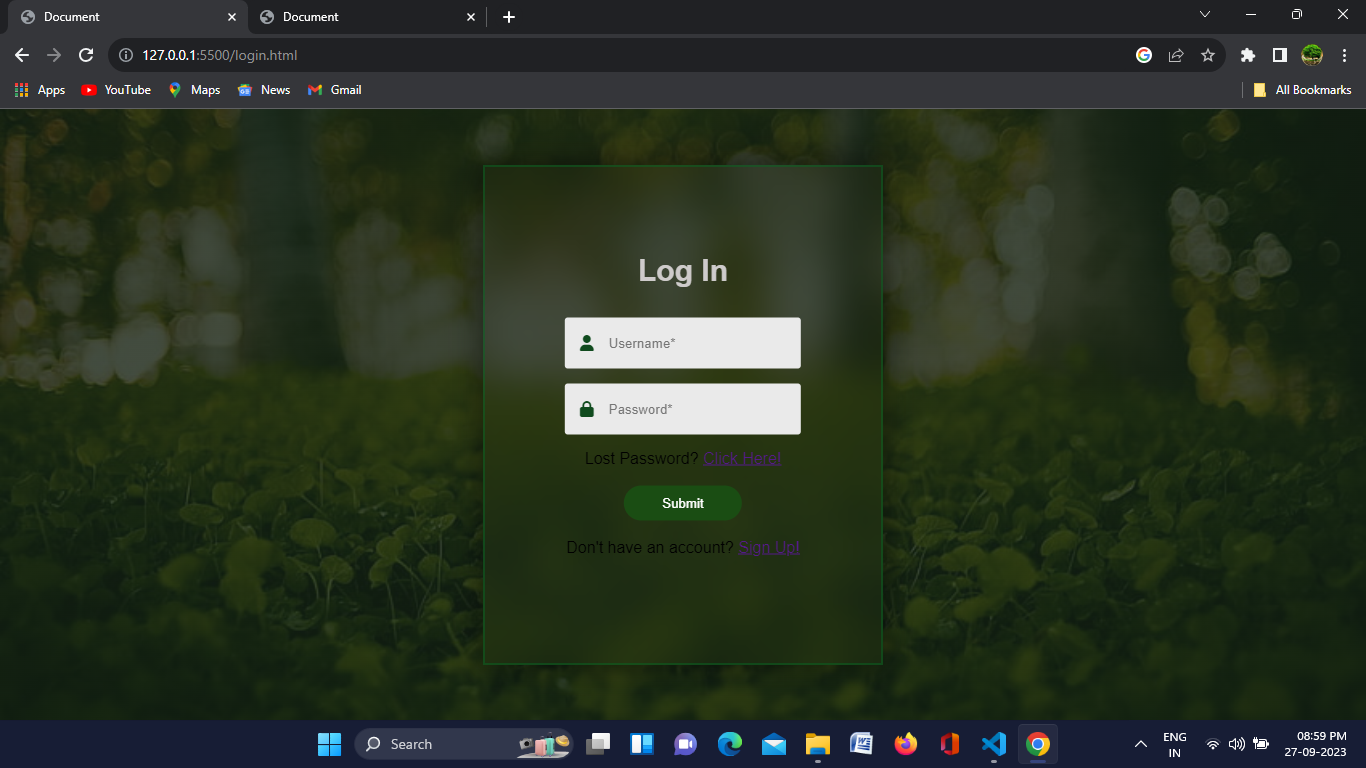 Document
Document
127.0.0.1:5500/login.html
Apps YouTube Maps News Gmail All Bookmarks
Log In
Username*
Password*
Lost Password? Click Here!
Submit
Don't have an account? Sign Up!
Search
ENG
IN
08:59 PM
27-09-2023